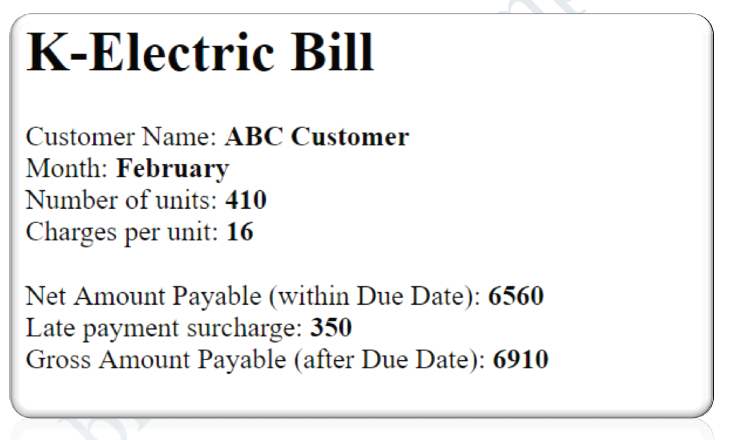 K-Electric Bill
Customer Name: ABC Customer
Month: February
Number of units: 410
Charges per unit: 16
Net Amount Payable (within Due Date): 6560
Late payment surcharge: 350
Gross Amount Payable (after Due Date): 6910